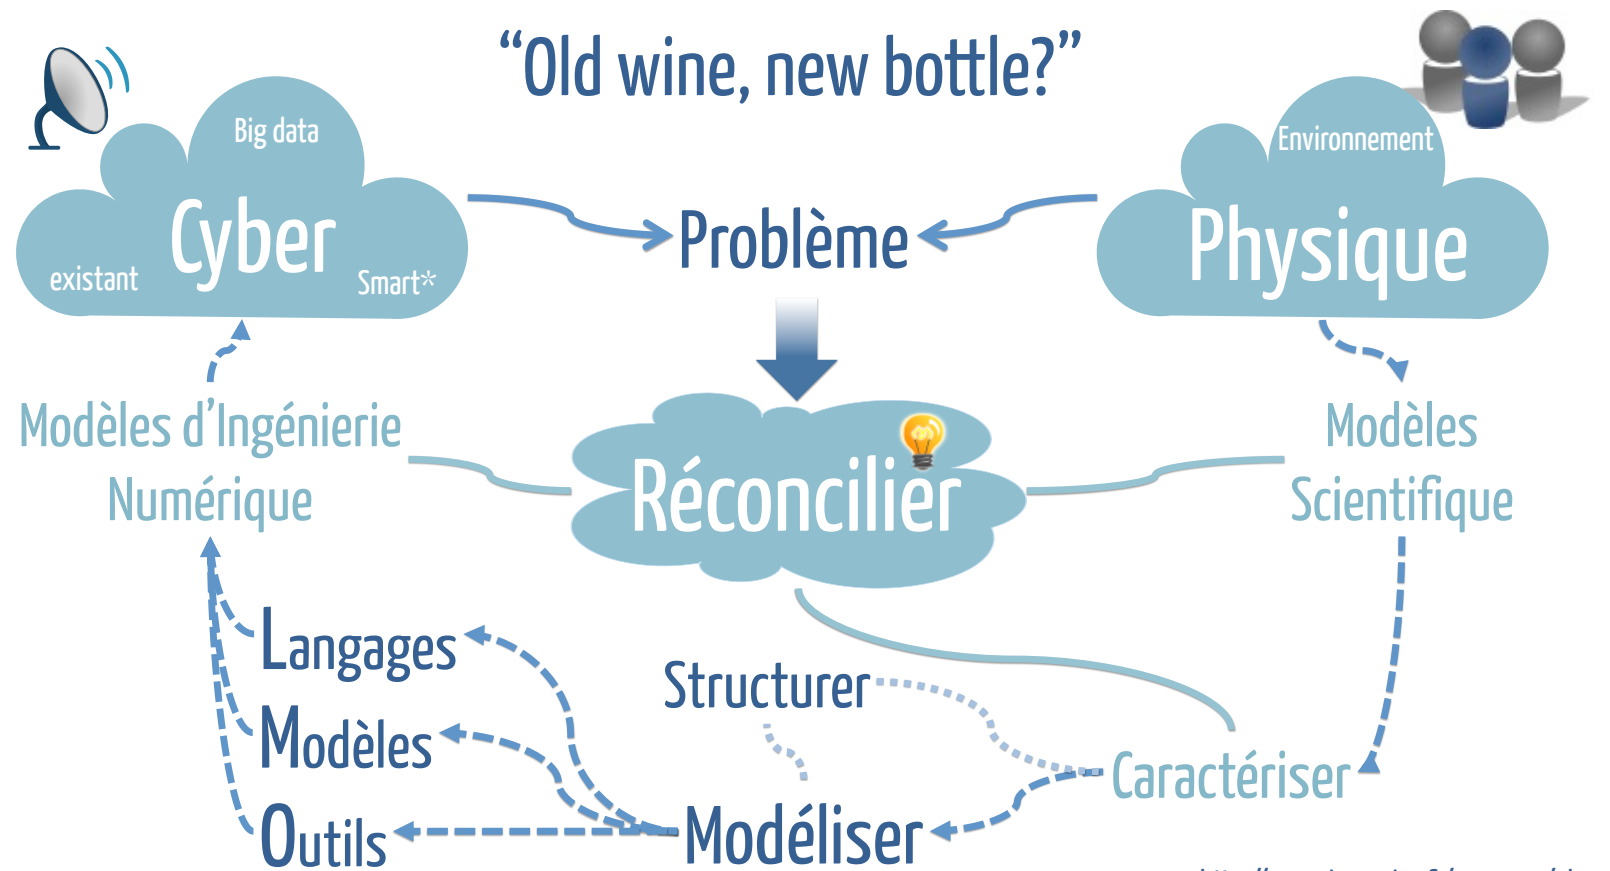 “Old wine, new bottle?”
Big data
Environnement
Cyber
Problème
Physique
existant
Smart*
Modèles d’Ingénierie
Numérique
Réconcilier
Modèles
Scientifique
Langages
Structurer
Modèles
Caractériser
Outils
Modéliser